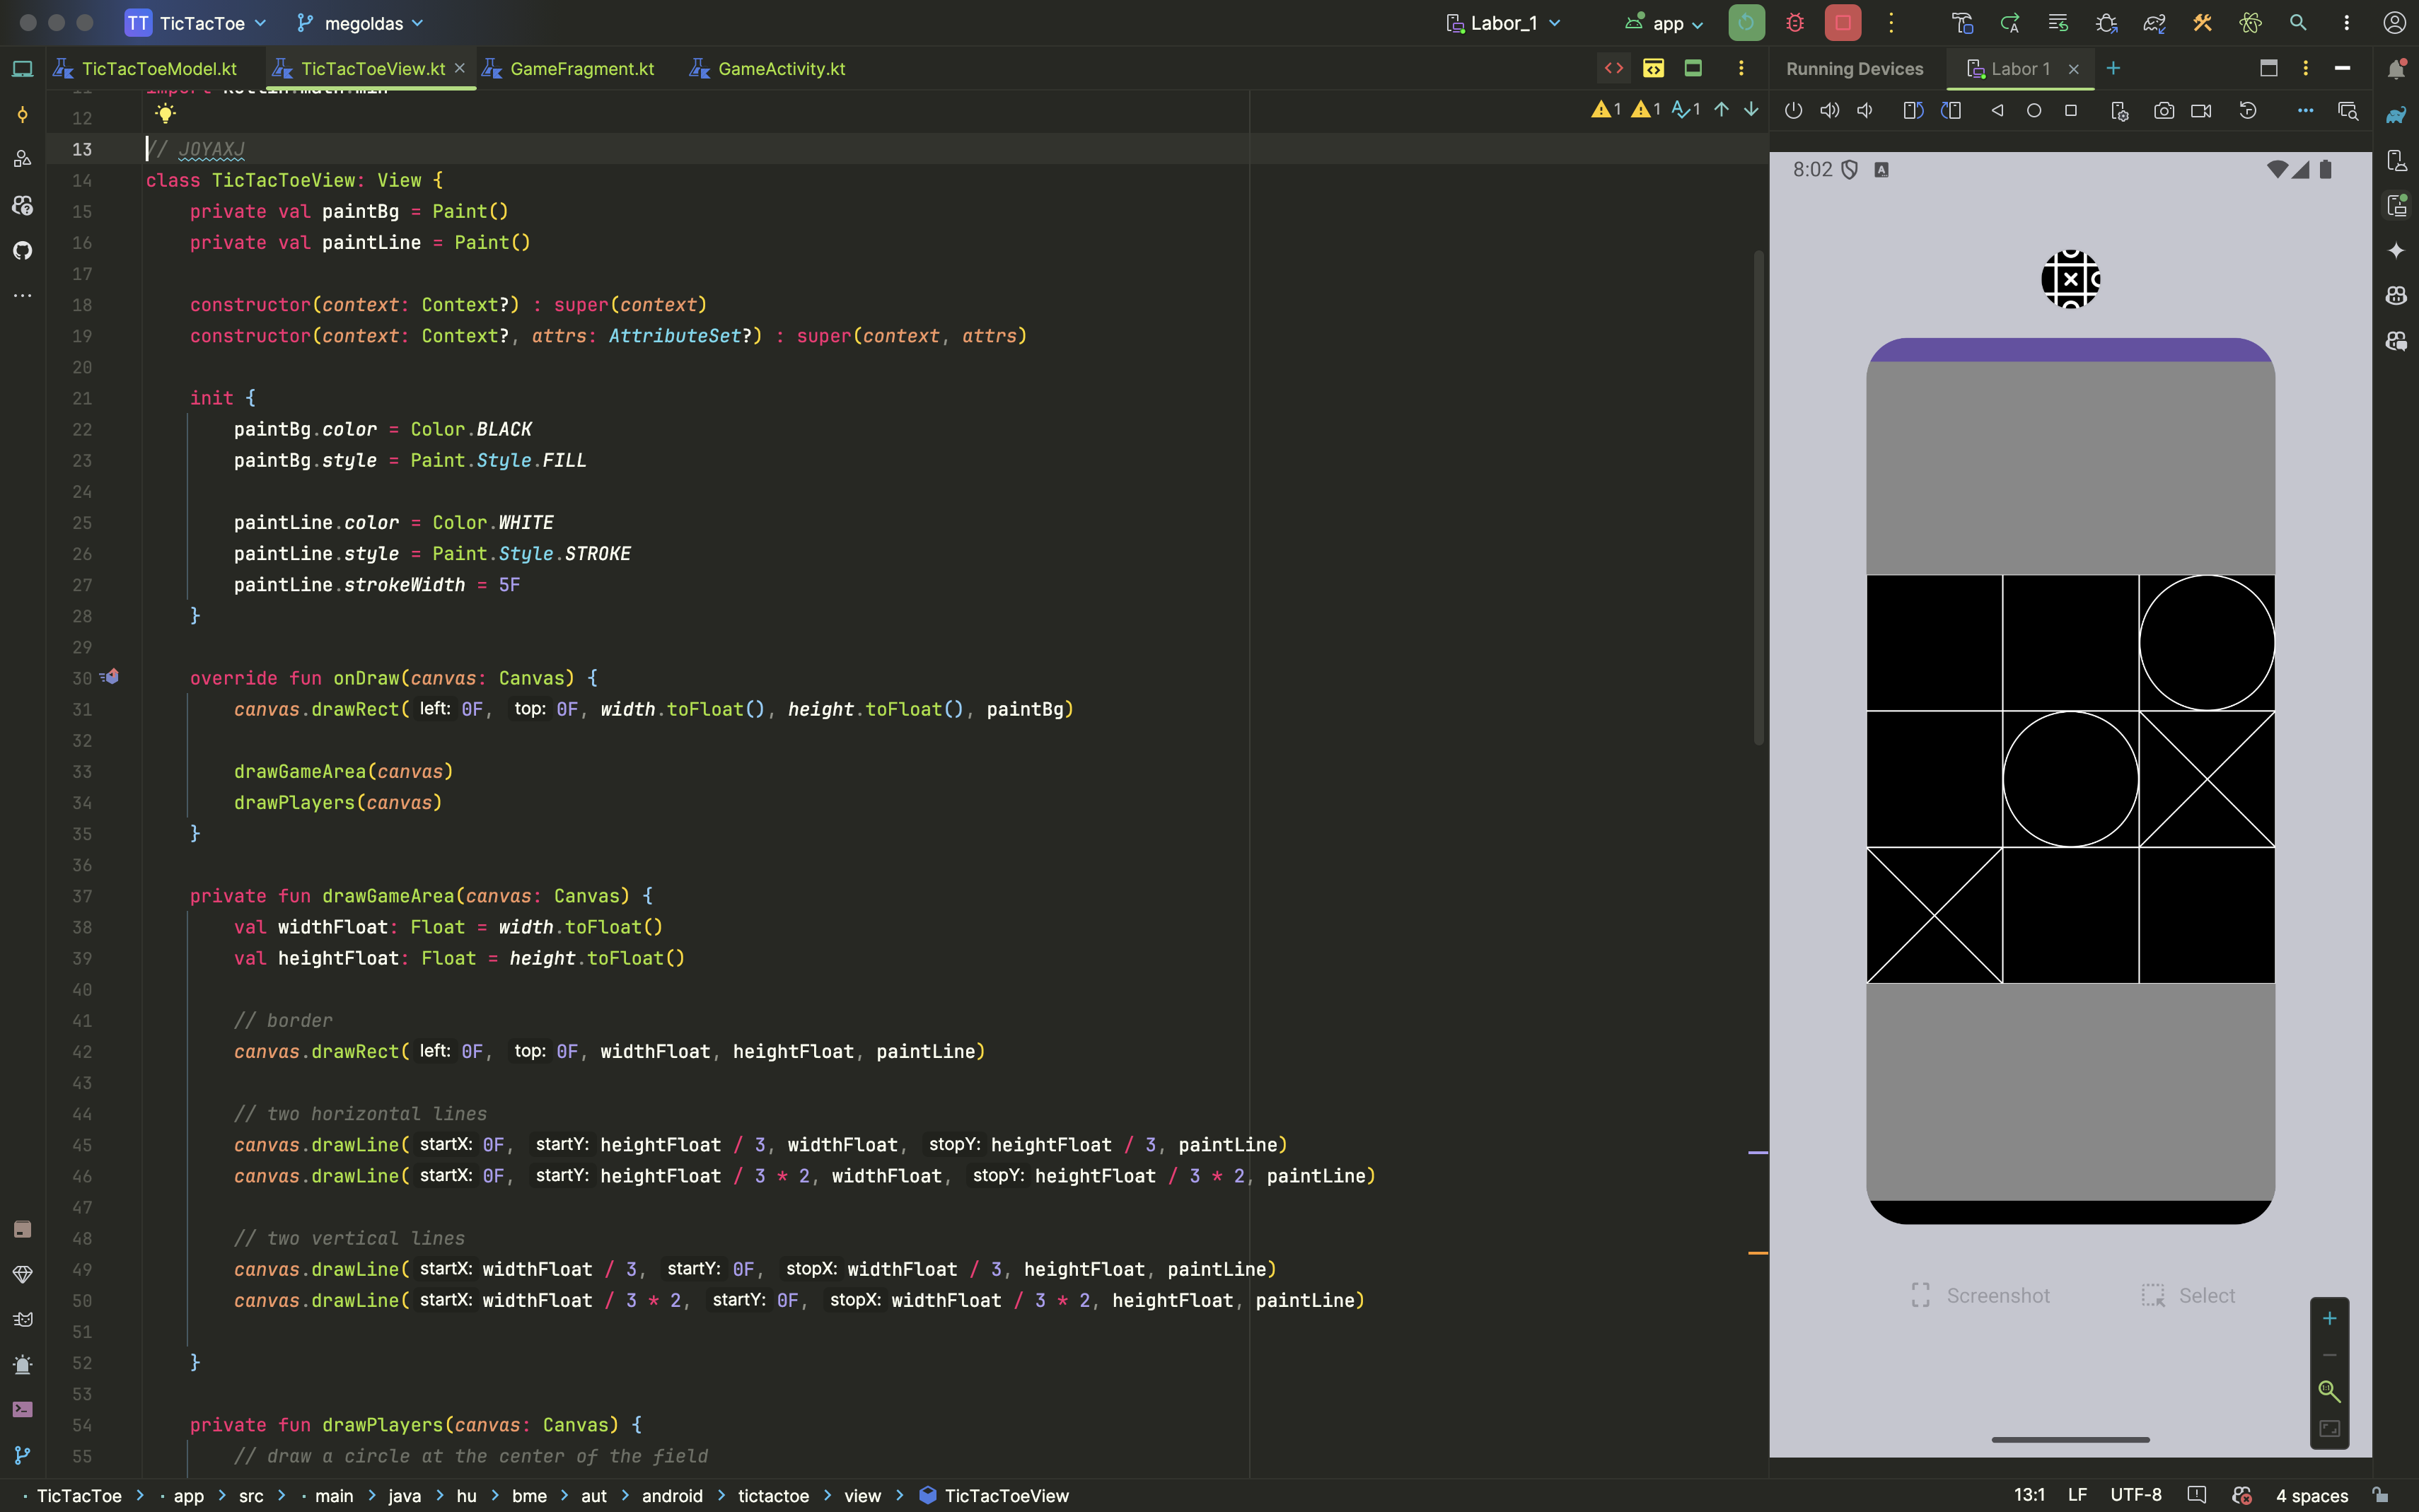 TT TicTacToe megoldas Labor_1 app
TicTacToeModel.kt TicTacToeView.kt GameFragment.kt GameActivity.kt
Running Devices Labor 1
1 1 1
12
13 // JOYAXJ
14 class TicTacToeView: View {
15 private val paintBg = Paint()
16 private val paintLine = Paint()
17
18 constructor(context: Context?) : super(context)
19 constructor(context: Context?, attrs: AttributeSet?) : super(context, attrs)
20
21 init {
22 paintBg.color = Color.BLACK
23 paintBg.style = Paint.Style.FILL
24
25 paintLine.color = Color.WHITE
26 paintLine.style = Paint.Style.STROKE
27 paintLine.strokeWidth = 5F
28 }
29
30 override fun onDraw(canvas: Canvas) {
31 canvas.drawRect( left: 0F, top: 0F, width.toFloat(), height.toFloat(), paintBg)
32
33 drawGameArea(canvas)
34 drawPlayers(canvas)
35 }
36
37 private fun drawGameArea(canvas: Canvas) {
38 val widthFloat: Float = width.toFloat()
39 val heightFloat: Float = height.toFloat()
40
41 // border
42 canvas.drawRect( left: 0F, top: 0F, widthFloat, heightFloat, paintLine)
43
44 // two horizontal lines
45 canvas.drawLine( startX: 0F, startY: heightFloat / 3, widthFloat, stopY: heightFloat / 3, paintLine)
46 canvas.drawLine( startX: 0F, startY: heightFloat / 3 * 2, widthFloat, stopY: heightFloat / 3 * 2, paintLine)
47
48 // two vertical lines
49 canvas.drawLine( startX: widthFloat / 3, startY: 0F, stopX: widthFloat / 3, heightFloat, paintLine)
50 canvas.drawLine( startX: widthFloat / 3 * 2, startY: 0F, stopX: widthFloat / 3 * 2, heightFloat, paintLine)
51
52 }
53
54 private fun drawPlayers(canvas: Canvas) {
55 // draw a circle at the center of the field
8:02 A
Screenshot Select
TicTacToe > app > src > main > java > hu > bme > aut > android > tictactoe > view > TicTacToeView
13:1 LF UTF-8 4 spaces